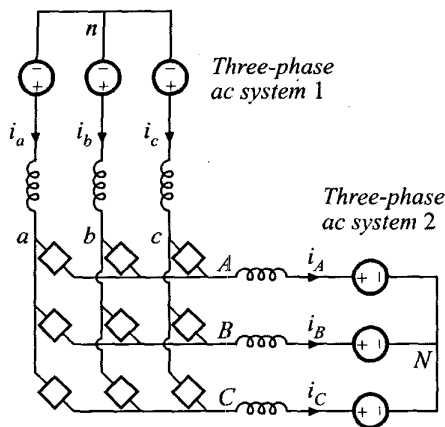 n
Three-phase
ac system 1
i_a
i_b
i_c
Three-phase
ac system 2
a
b
c
A
i_A
B
i_B
N
C
i_C